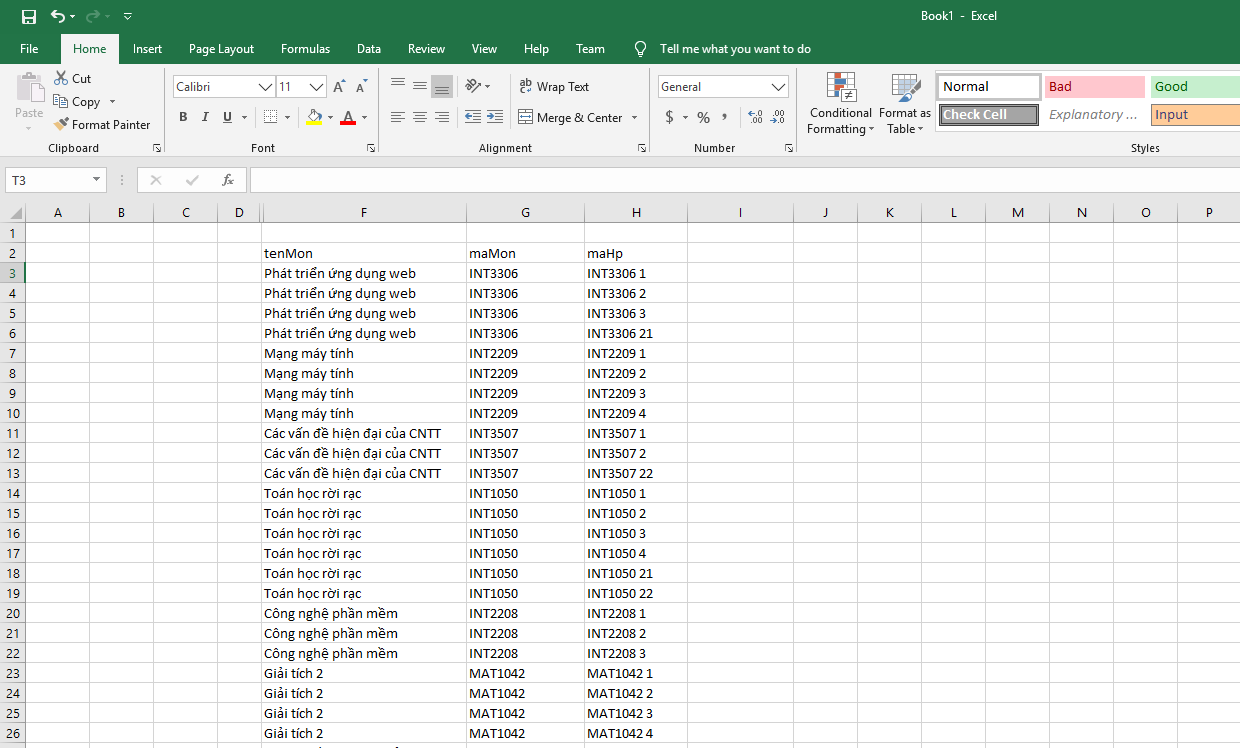 Book1 - Excel
File Home Insert Page Layout Formulas Data Review View Help Team Tell me what you want to do
Paste
Cut
Copy
Format Painter
Clipboard
Calibri 11 A A
B I U A
Font
ab Wrap Text
Merge & Center
Alignment
General
$ % ,
Number
Conditional Formatting
Format as Table
Normal Bad Good
Check Cell Explanatory ... Input
Styles
T3 fx
A B C D F G H I J K L M N O P
1
2 tenMon maMon maHp
3 Phát triển ứng dụng web INT3306 INT3306 1
4 Phát triển ứng dụng web INT3306 INT3306 2
5 Phát triển ứng dụng web INT3306 INT3306 3
6 Phát triển ứng dụng web INT3306 INT3306 21
7 Mạng máy tính INT2209 INT2209 1
8 Mạng máy tính INT2209 INT2209 2
9 Mạng máy tính INT2209 INT2209 3
10 Mạng máy tính INT2209 INT2209 4
11 Các vấn đề hiện đại của CNTT INT3507 INT3507 1
12 Các vấn đề hiện đại của CNTT INT3507 INT3507 2
13 Các vấn đề hiện đại của CNTT INT3507 INT3507 22
14 Toán học rời rạc INT1050 INT1050 1
15 Toán học rời rạc INT1050 INT1050 2
16 Toán học rời rạc INT1050 INT1050 3
17 Toán học rời rạc INT1050 INT1050 4
18 Toán học rời rạc INT1050 INT1050 21
19 Toán học rời rạc INT1050 INT1050 22
20 Công nghệ phần mềm INT2208 INT2208 1
21 Công nghệ phần mềm INT2208 INT2208 2
22 Công nghệ phần mềm INT2208 INT2208 3
23 Giải tích 2 MAT1042 MAT1042 1
24 Giải tích 2 MAT1042 MAT1042 2
25 Giải tích 2 MAT1042 MAT1042 3
26 Giải tích 2 MAT1042 MAT1042 4